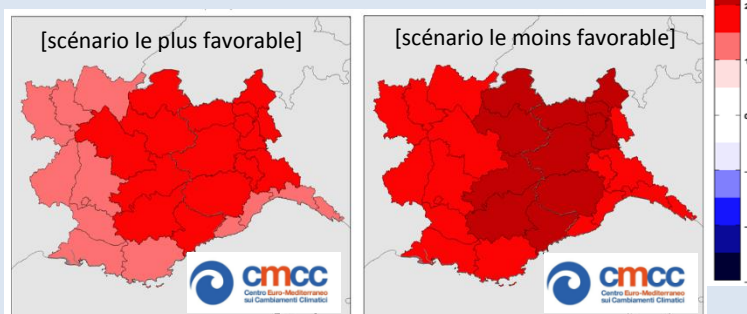 [scénario le plus favorable]
[scénario le moins favorable]
cmcc
Centro Euro-Mediterraneo
sui Cambiamenti Climatici
cmcc
Centro Euro-Mediterraneo
sui Cambiamenti Climatici